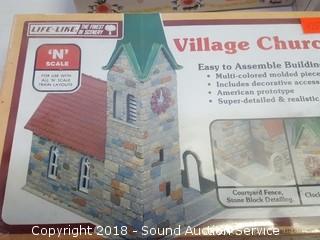 LIFE-LIKE THE FINEST IN SCENERY
'N' SCALE
FOR USE WITH
ALL 'N' SCALE
TRAIN LAYOUTS
Village Churc
Easy to Assemble Building
• Multi-colored molded piece
• Includes decorative access
• American prototype
• Super-detailed & realistic
Courtyard Fence,
Stone Block Detailing.
Cloc
© Copyright 2018 - Sound Auction Service